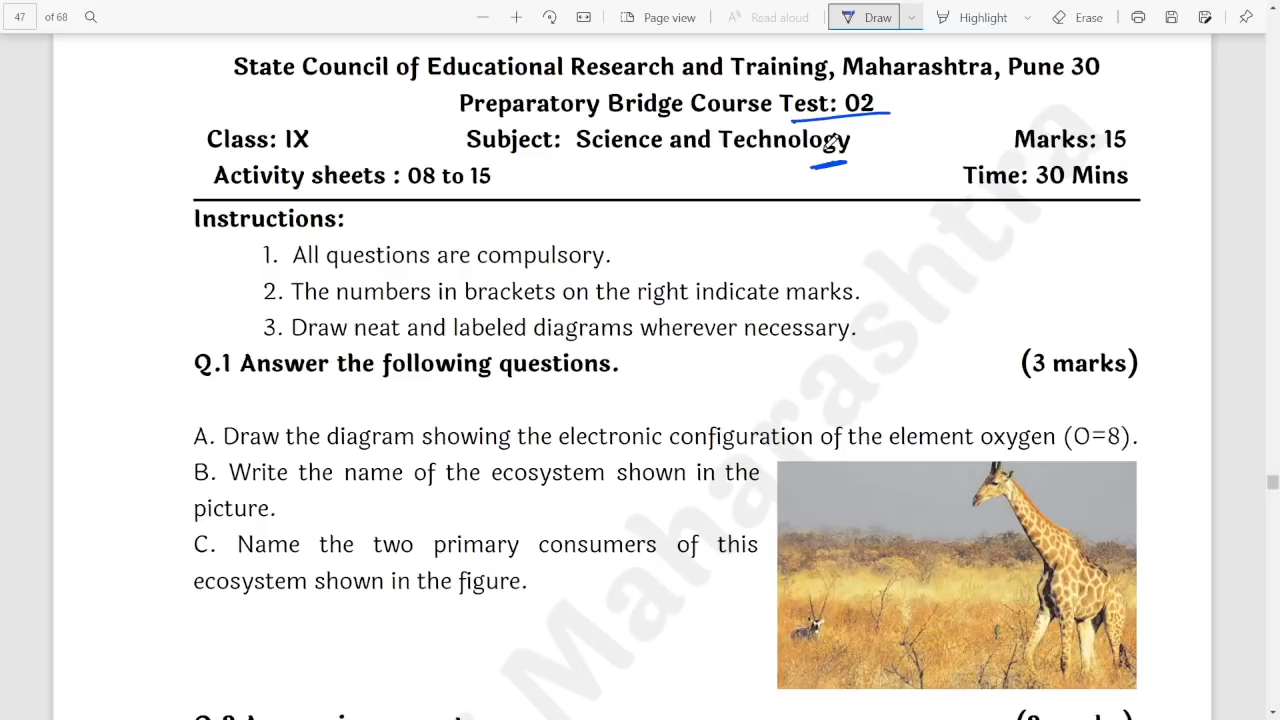 47 of 68 Page view Read aloud Draw Highlight Erase
State Council of Educational Research and Training, Maharashtra, Pune 30
Preparatory Bridge Course Test: 02
Class: IX Subject: Science and Technology Marks: 15
Activity sheets : 08 to 15 Time: 30 Mins
Instructions:
1. All questions are compulsory.
2. The numbers in brackets on the right indicate marks.
3. Draw neat and labeled diagrams wherever necessary.
Q.1 Answer the following questions. (3 marks)
A. Draw the diagram showing the electronic configuration of the element oxygen (O=8).
B. Write the name of the ecosystem shown in the
picture.
C. Name the two primary consumers of this
ecosystem shown in the figure.
Maharashtra